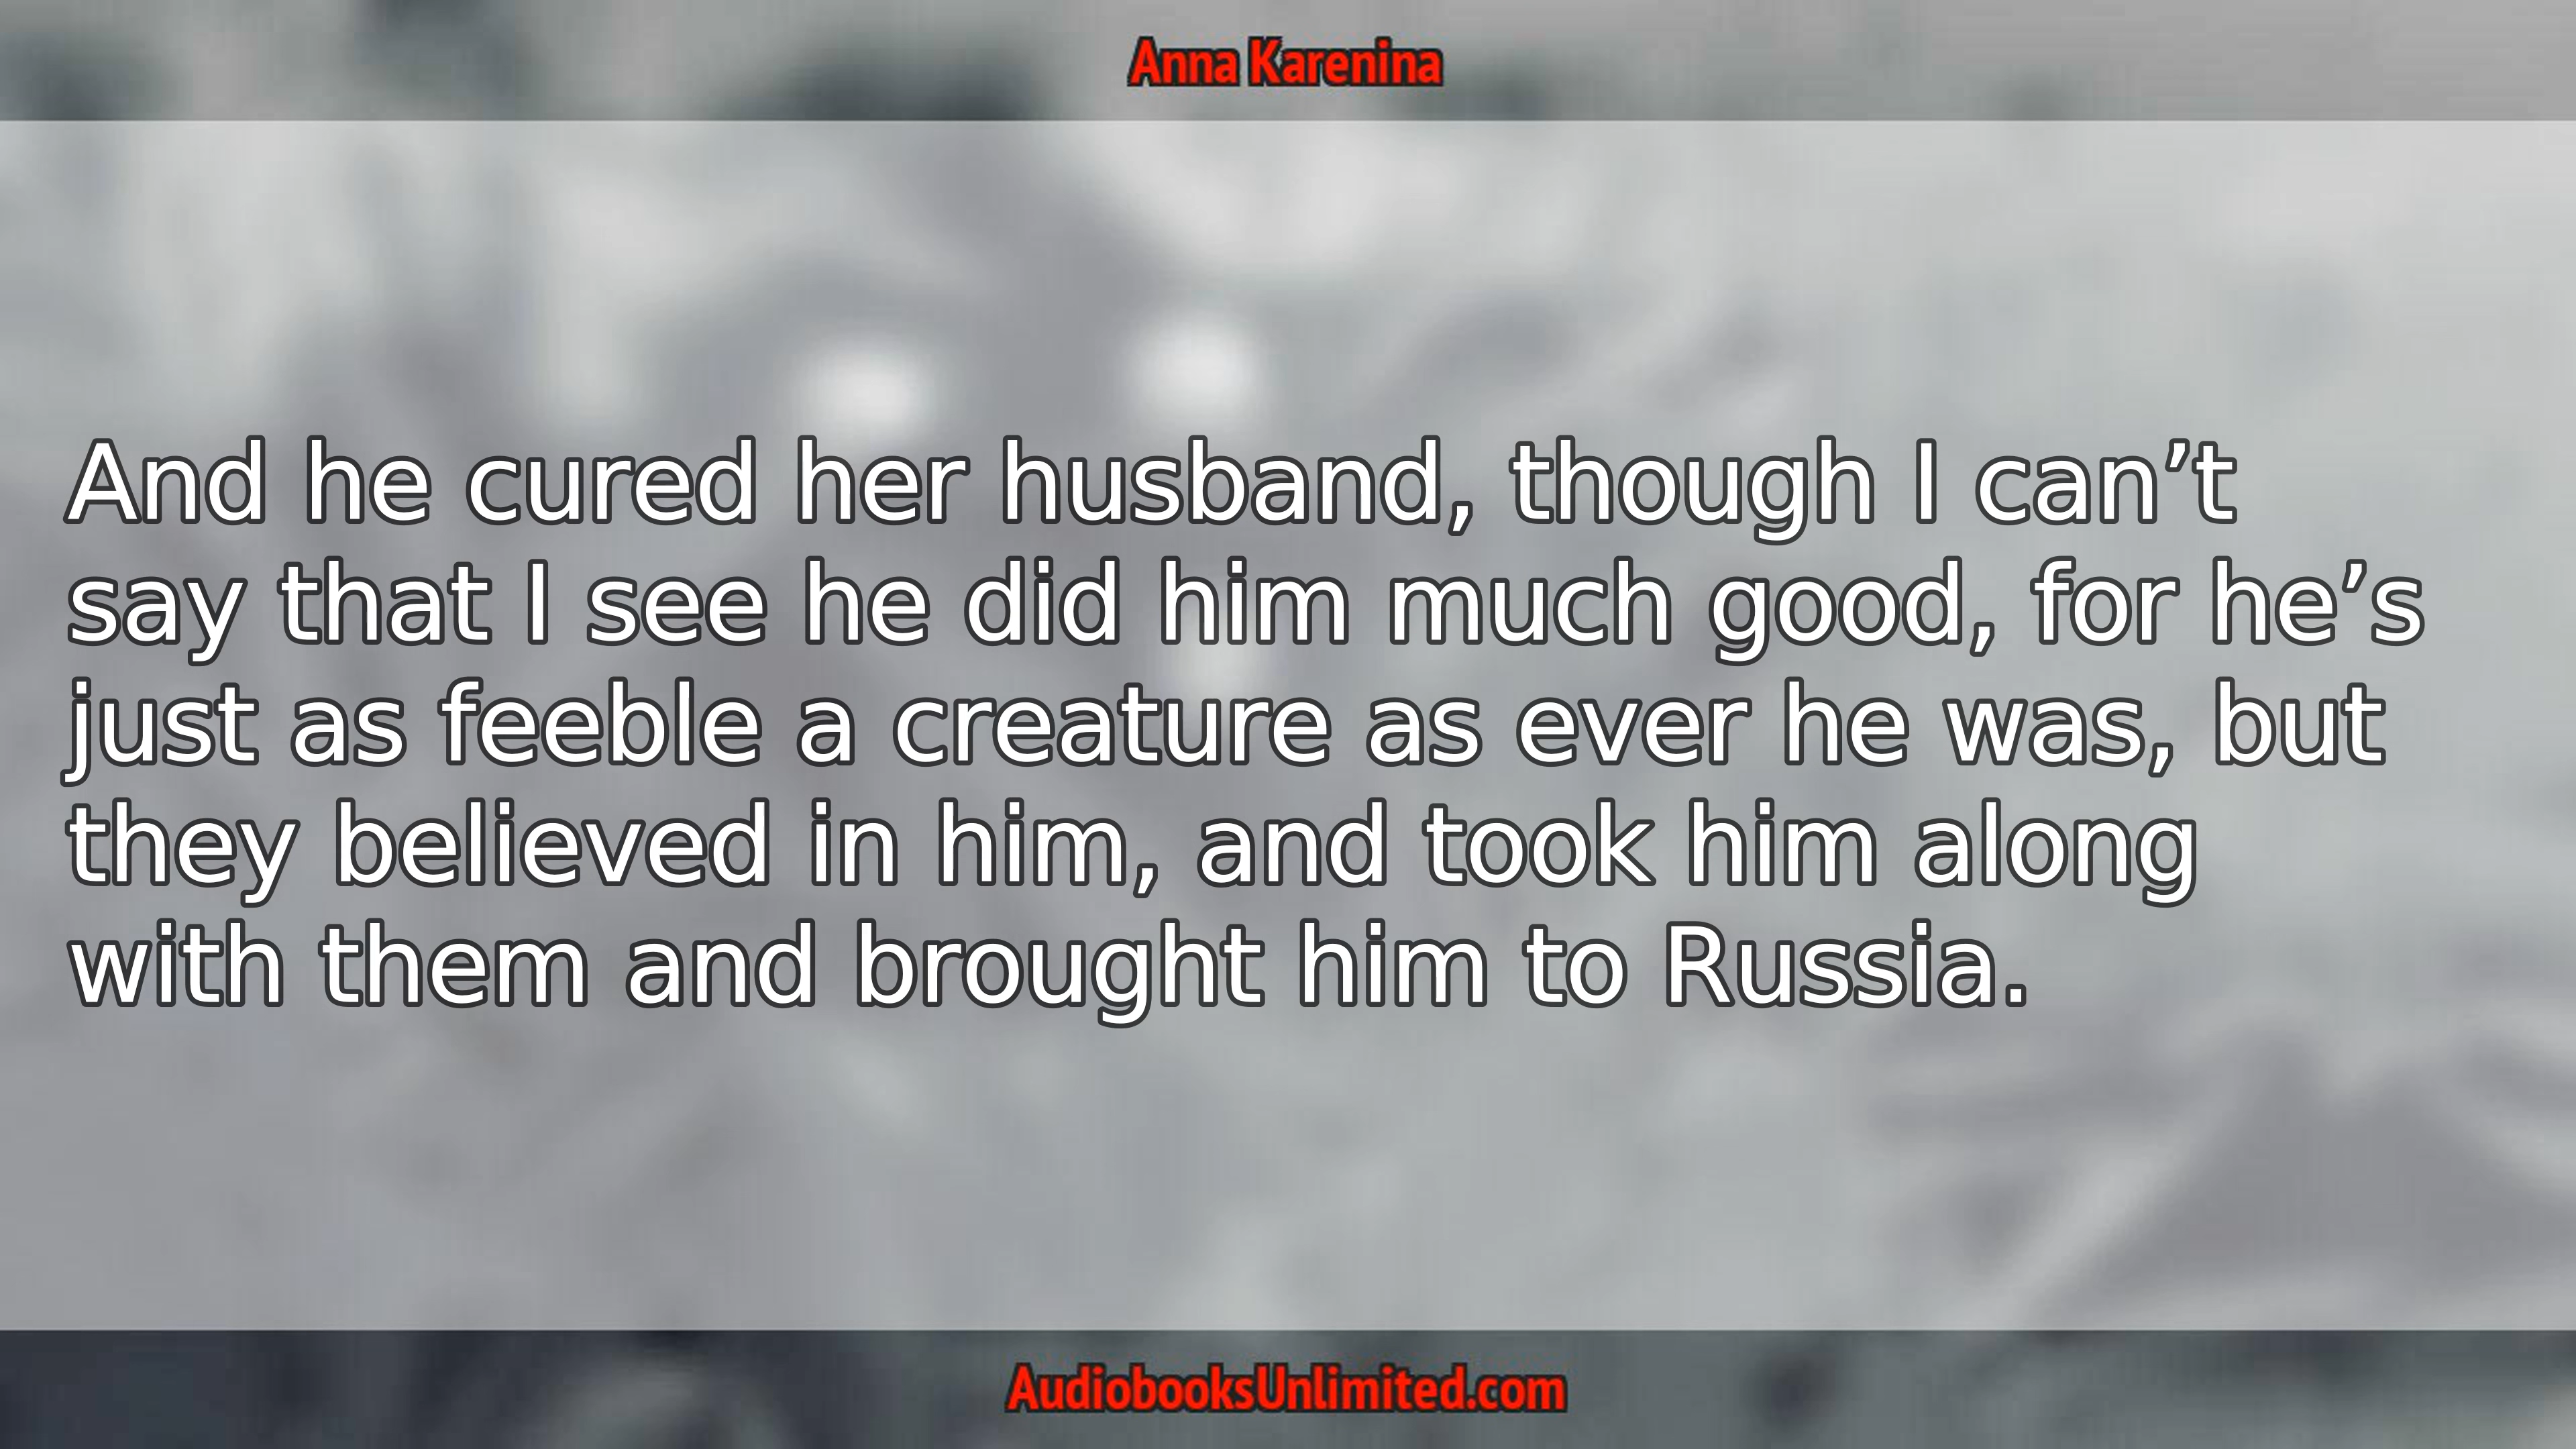 Anna Karenina
And he cured her husband, though I can’t
say that I see he did him much good, for he’s
just as feeble a creature as ever he was, but
they believed in him, and took him along
with them and brought him to Russia.
AudiobooksUnlimited.com